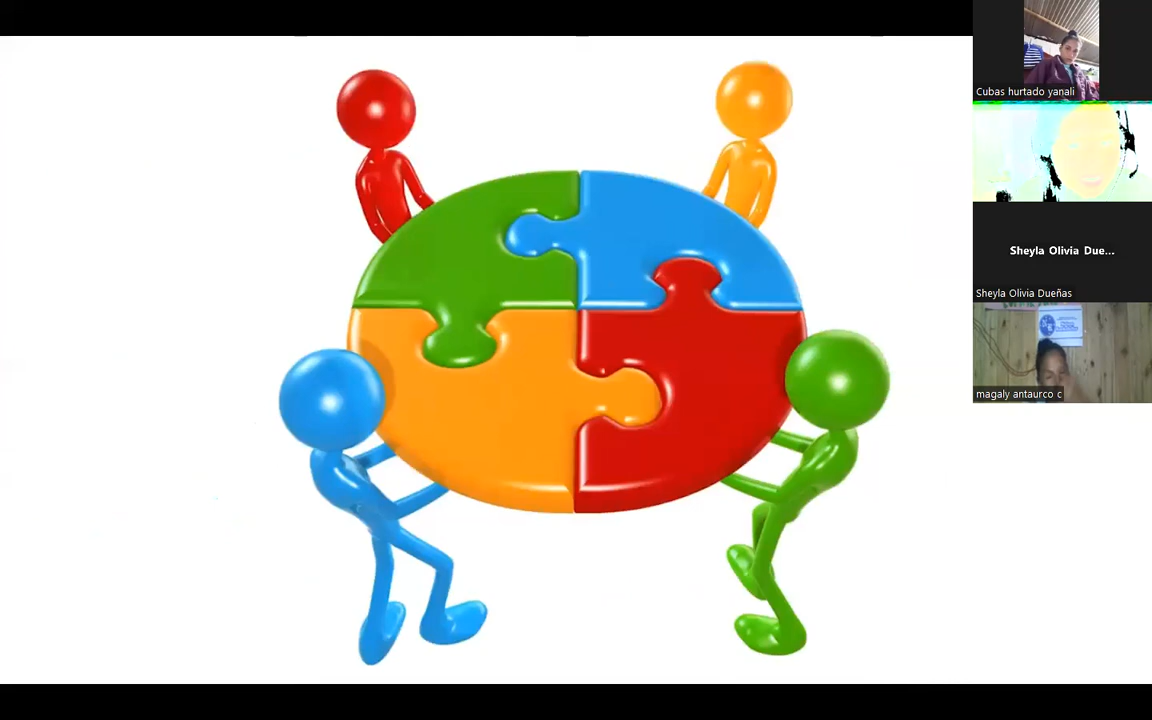 Cubas hurtado yanali
Sheyla Olivia Due...
Sheyla Olivia Dueñas
magaly antaurco c